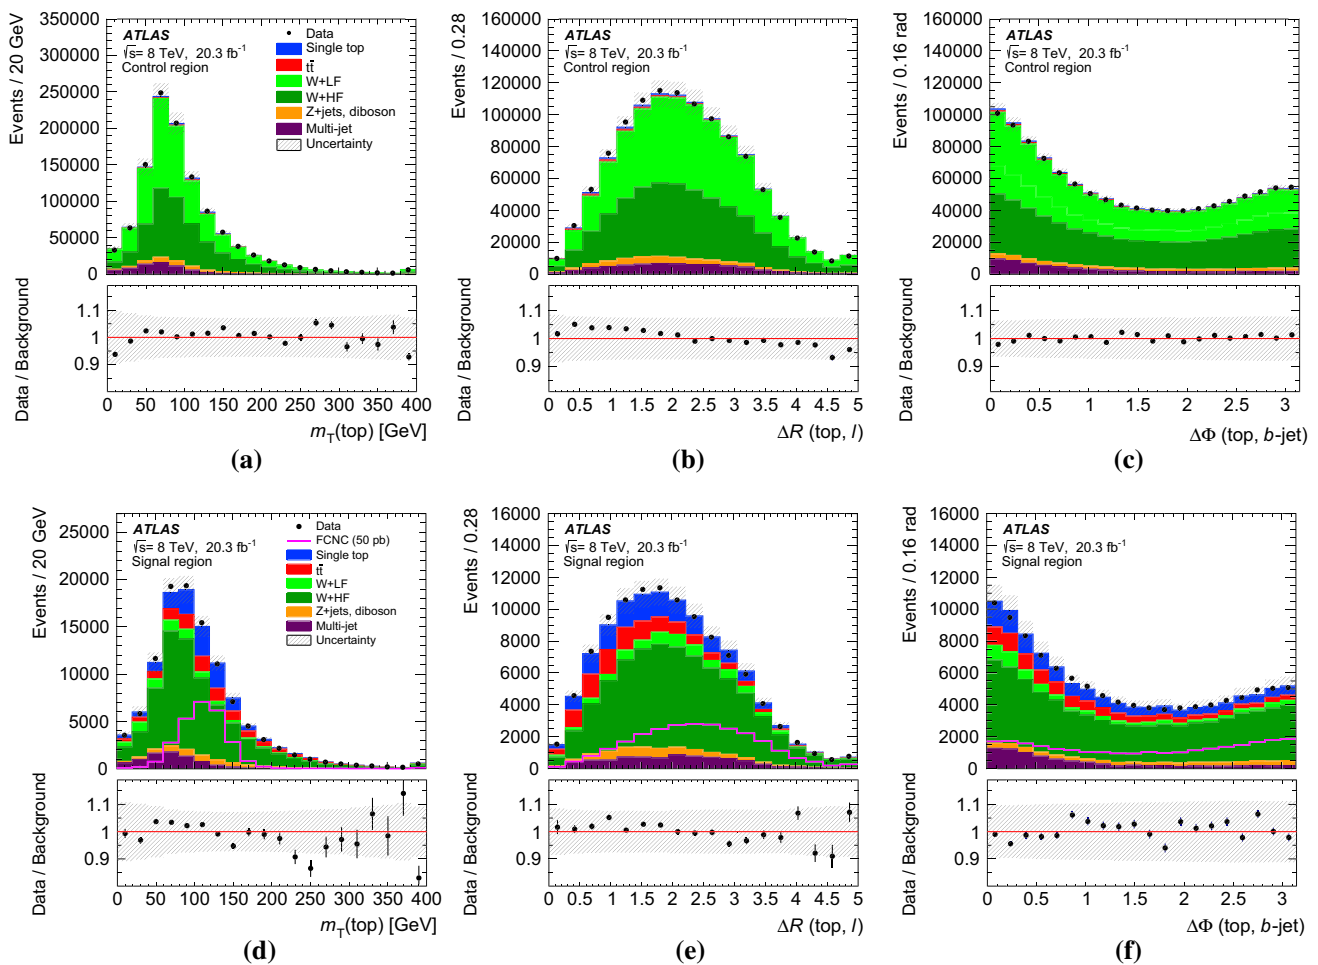 Events / 20 GeV
350000
300000
250000
200000
150000
100000
50000
0
ATLAS
√s= 8 TeV, 20.3 fb-1
Control region
Data
Single top
tt̄
W+LF
W+HF
Z+jets, diboson
Multi-jet
Uncertainty
Data / Background
1.1
1
0.9
0 50 100 150 200 250 300 350 400
mT(top) [GeV]
(a)
Events / 0.28
160000
140000
120000
100000
80000
60000
40000
20000
0
ATLAS
√s= 8 TeV, 20.3 fb-1
Control region
Data / Background
1.1
1
0.9
0 0.5 1 1.5 2 2.5 3 3.5 4 4.5 5
ΔR (top, l)
(b)
Events / 0.16 rad
160000
140000
120000
100000
80000
60000
40000
20000
0
ATLAS
√s= 8 TeV, 20.3 fb-1
Control region
Data / Background
1.1
1
0.9
0 0.5 1 1.5 2 2.5 3
ΔΦ (top, b-jet)
(c)
Events / 20 GeV
25000
20000
15000
10000
5000
0
ATLAS
√s= 8 TeV, 20.3 fb-1
Signal region
Data
FCNC (50 pb)
Single top
tt̄
W+LF
W+HF
Z+jets, diboson
Multi-jet
Uncertainty
Data / Background
1.1
1
0.9
0 50 100 150 200 250 300 350 400
mT(top) [GeV]
(d)
Events / 0.28
16000
14000
12000
10000
8000
6000
4000
2000
0
ATLAS
√s= 8 TeV, 20.3 fb-1
Signal region
Data / Background
1.1
1
0.9
0 0.5 1 1.5 2 2.5 3 3.5 4 4.5 5
ΔR (top, l)
(e)
Events / 0.16 rad
16000
14000
12000
10000
8000
6000
4000
2000
0
ATLAS
√s= 8 TeV, 20.3 fb-1
Signal region
Data / Background
1.1
1
0.9
0 0.5 1 1.5 2 2.5 3
ΔΦ (top, b-jet)
(f)